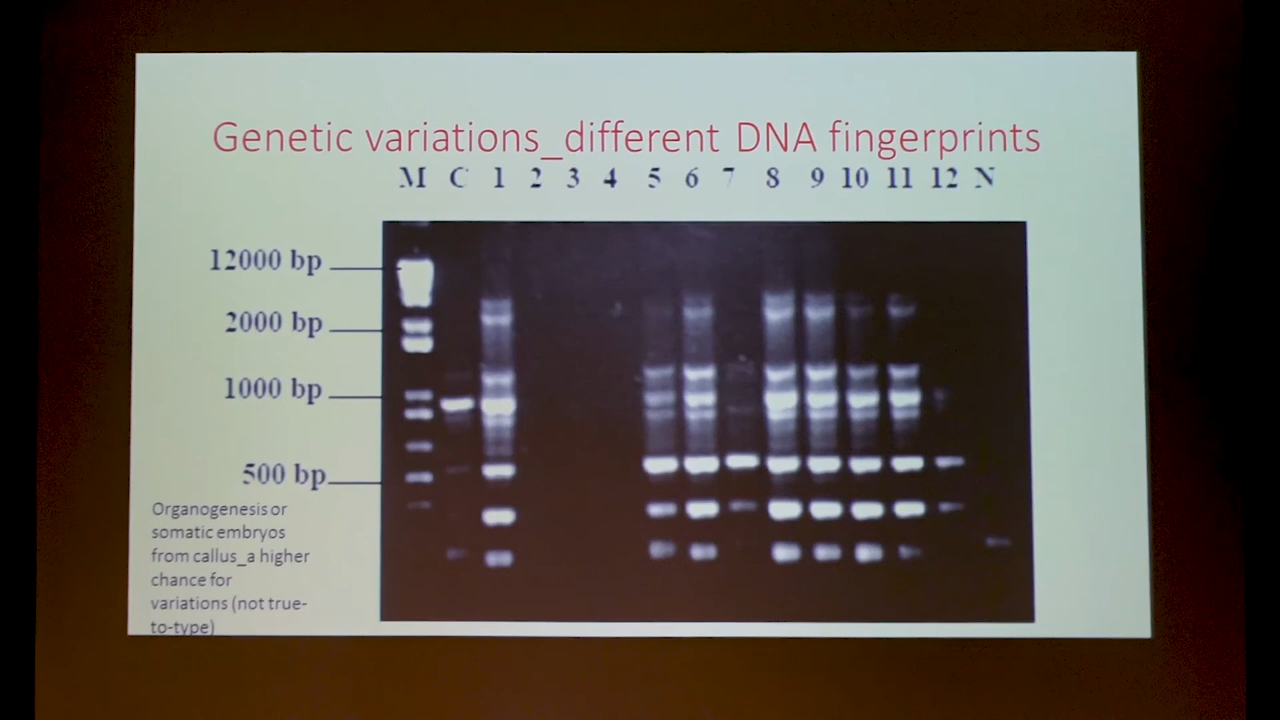 Genetic variations_different DNA fingerprints
M C 1 2 3 4 5 6 7 8 9 10 11 12 N
12000 bp
2000 bp
1000 bp
500 bp
Organogenesis or
somatic embryos
from callus_a higher
chance for
variations (not true-
to-type)